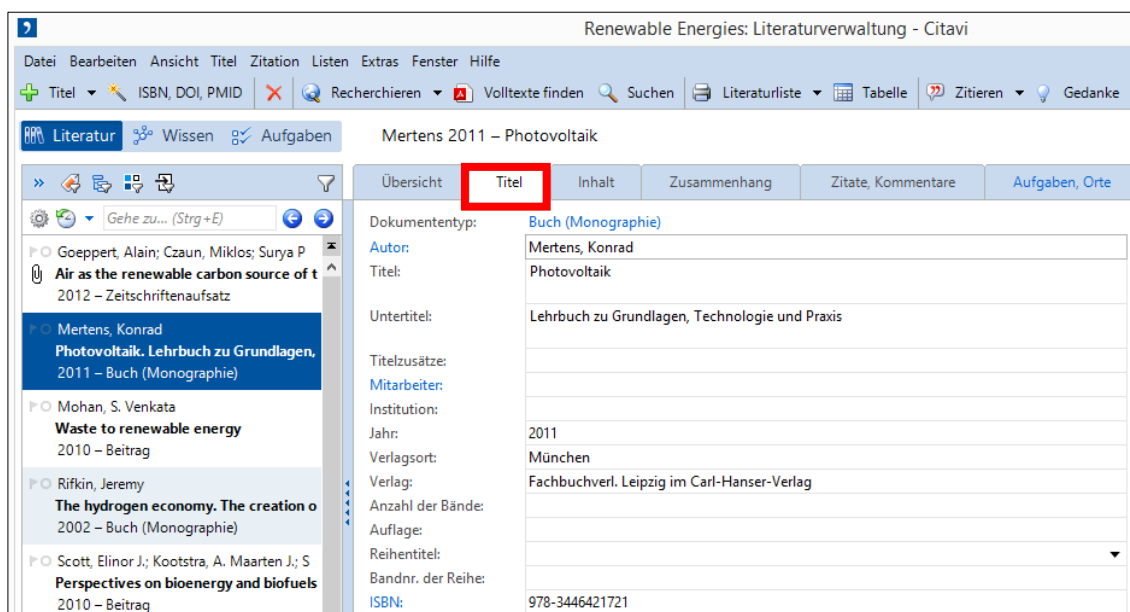 Renewable Energies: Literaturverwaltung - Citavi
Datei Bearbeiten Ansicht Titel Zitation Listen Extras Fenster Hilfe
Titel ISBN, DOI, PMID Recherchieren Volltexte finden Suchen Literaturliste Tabelle Zitieren Gedanke
Literatur Wissen Aufgaben Mertens 2011 – Photovoltaik
Übersicht Titel Inhalt Zusammenhang Zitate, Kommentare Aufgaben, Orte
Gehe zu... (Strg+E)
Goeppert, Alain; Czaun, Miklos; Surya P
Air as the renewable carbon source of t
2012 – Zeitschriftenaufsatz
Mertens, Konrad
Photovoltaik. Lehrbuch zu Grundlagen,
2011 – Buch (Monographie)
Mohan, S. Venkata
Waste to renewable energy
2010 – Beitrag
Rifkin, Jeremy
The hydrogen economy. The creation o
2002 – Buch (Monographie)
Scott, Elinor J.; Kootstra, A. Maarten J.; S
Perspectives on bioenergy and biofuels
2010 – Beitrag
Dokumententyp: Buch (Monographie)
Autor: Mertens, Konrad
Titel: Photovoltaik
Untertitel: Lehrbuch zu Grundlagen, Technologie und Praxis
Titelzusätze:
Mitarbeiter:
Institution:
Jahr: 2011
Verlagsort: München
Verlag: Fachbuchverl. Leipzig im Carl-Hanser-Verlag
Anzahl der Bände:
Auflage:
Reihentitel:
Bandnr. der Reihe:
ISBN: 978-3446421721